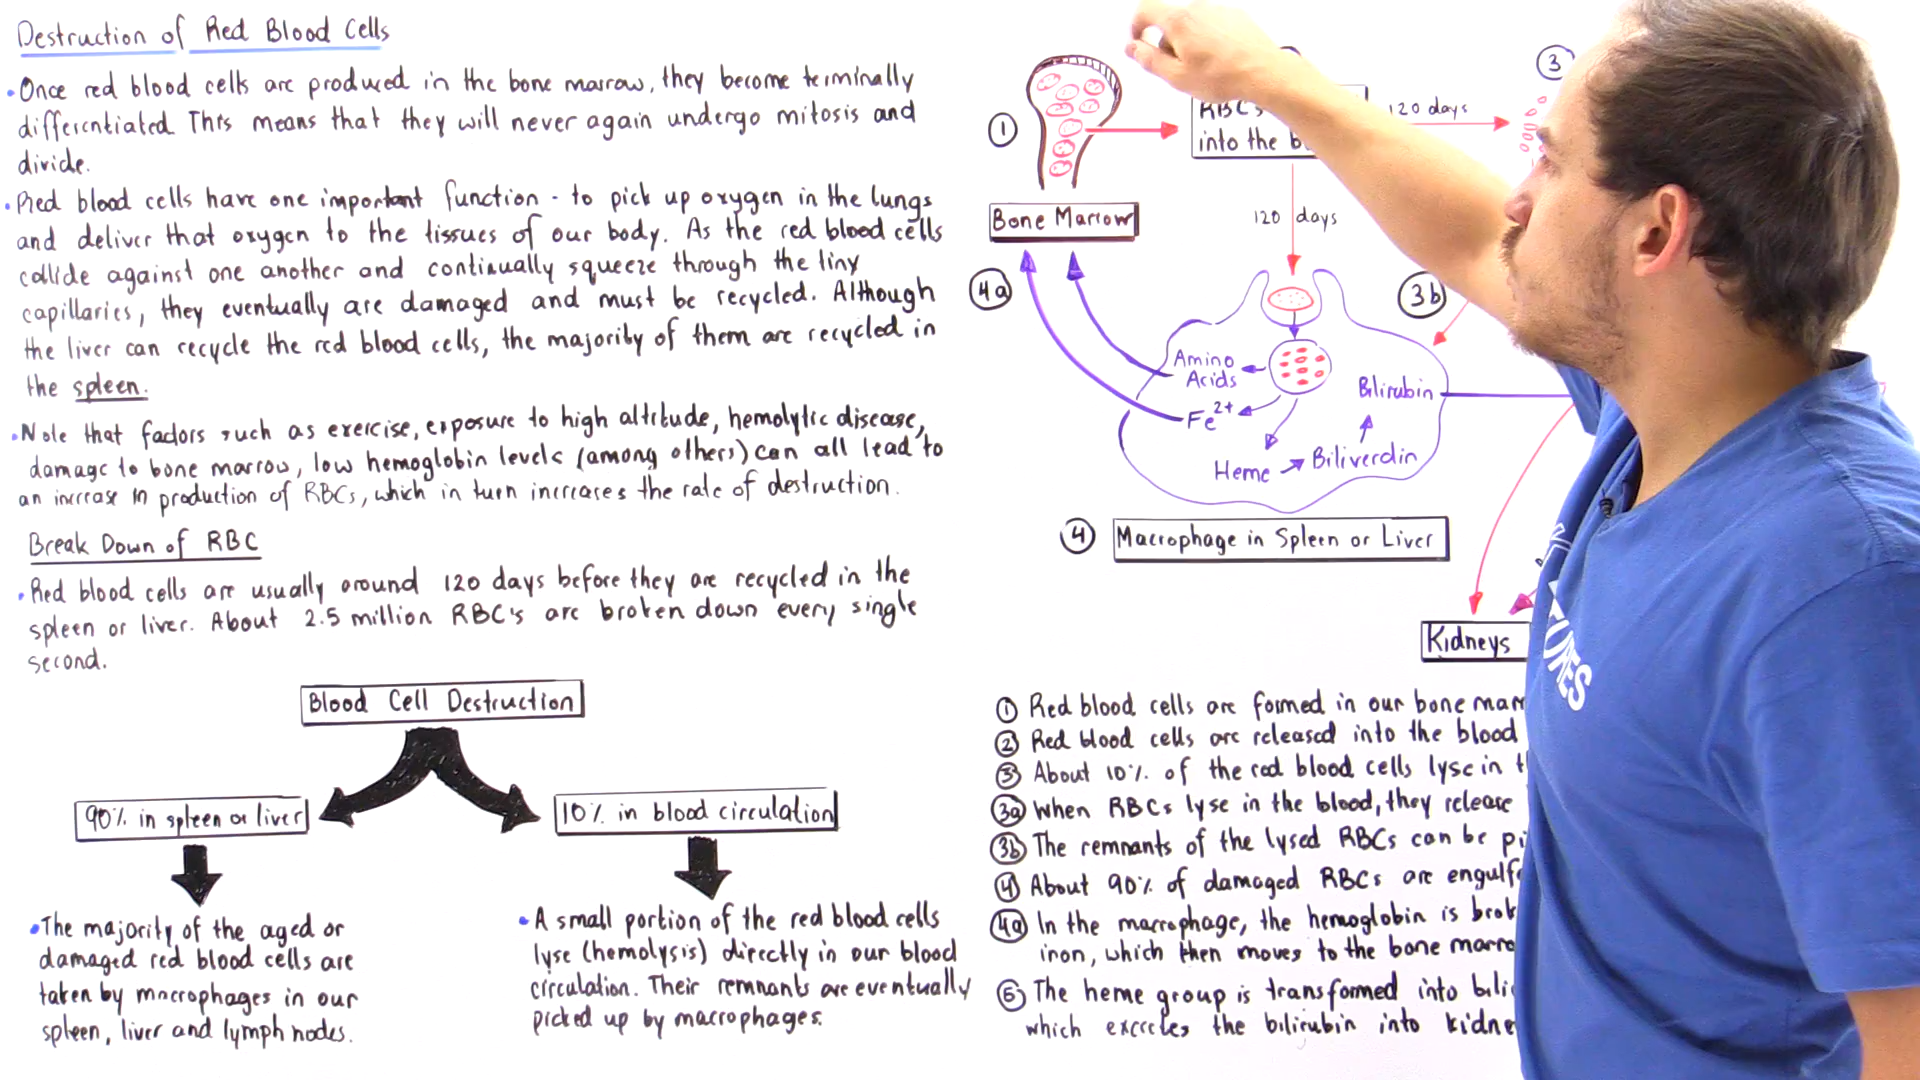 Destruction of Red Blood Cells
• Once red blood cells are produced in the bone marrow, they become terminally
differentiated. This means that they will never again undergo mitosis and
divide.
• Red blood cells have one important function - to pick up oxygen in the lungs
and deliver that oxygen to the tissues of our body. As the red blood cells
collide against one another and continually squeeze through the tiny
capillaries, they eventually are damaged and must be recycled. Although
the liver can recycle the red blood cells, the majority of them are recycled in
the spleen.
• Note that factors such as exercise, exposure to high altitude, hemolytic disease,
damage to bone marrow, low hemoglobin levels (among others) can all lead to
an increase in production of RBCs, which in turn increases the rate of destruction.
Break Down of RBC
• Red blood cells are usually around 120 days before they are recycled in the
spleen or liver. About 2.5 million RBC's are broken down every single
second.
Blood Cell Destruction
90% in spleen or liver
10% in blood circulation
• The majority of the aged or
damaged red blood cells are
taken by macrophages in our
spleen, liver and lymph nodes.
• A small portion of the red blood cells
lyse (hemolysis) directly in our blood
circulation. Their remnants are eventually
picked up by macrophages.
1
Bone Marrow
RBCs
into the b
120 days
3
120 days
4a
3b
Amino
Acids
Fe2+
Heme
Biliverdin
Bilirubin
4 Macrophage in Spleen or Liver
Kidneys
TURES
1 Red blood cells are formed in our bone mar
2 Red blood cells are released into the blood
3 About 10% of the red blood cells lyse in t
3a When RBCs lyse in the blood, they release
3b The remnants of the lysed RBCs can be pi
4 About 90% of damaged RBCs are engulf
4a In the macrophage, the hemoglobin is brok
iron, which then moves to the bone marro
5 The heme group is transformed into bili
which excretes the bilirubin into kidne